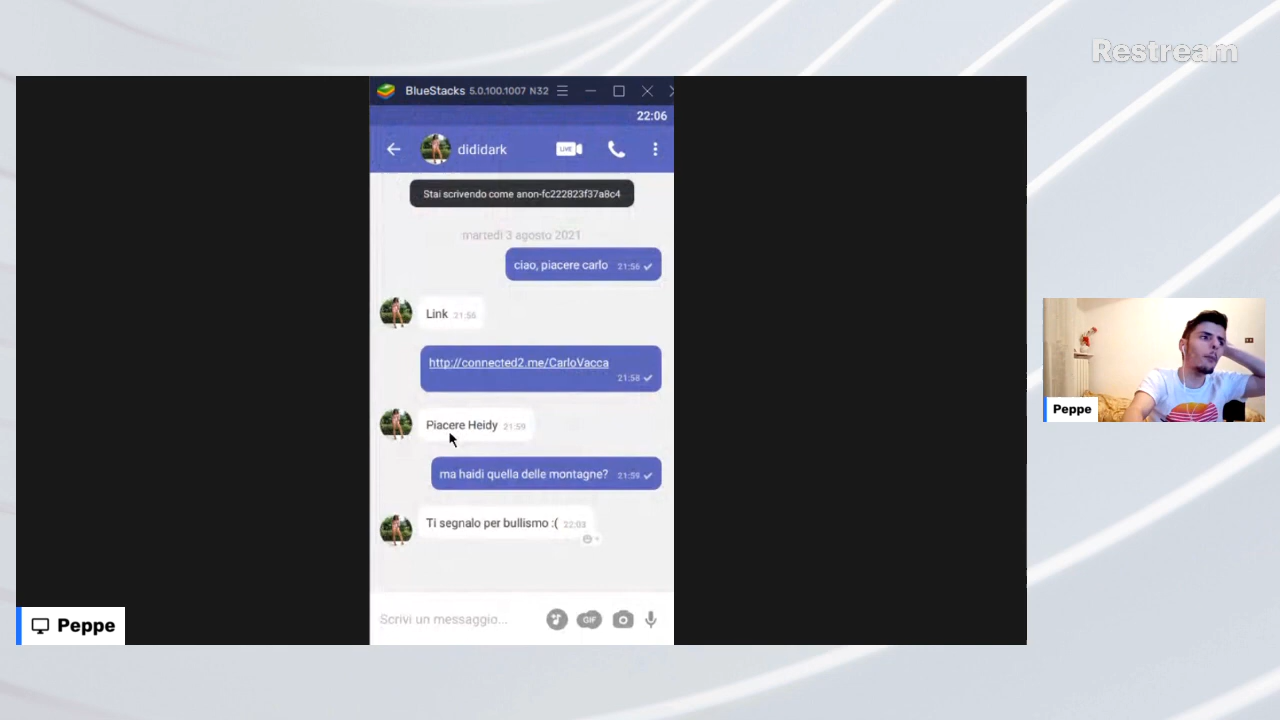 Restream
BlueStacks 5.0.100.1007 N32
22:06
dididark
LIVE
Stai scrivendo come anon-fc222823f37a8c4
martedì 3 agosto 2021
ciao, piacere carlo 21:56
Link 21:56
http://connected2.me/CarloVacca
21:58
Piacere Heidy 21:59
ma haidi quella delle montagne? 21:59
Ti segnalo per bullismo :( 22:03
Scrivi un messaggio...
GIF
Peppe
Peppe